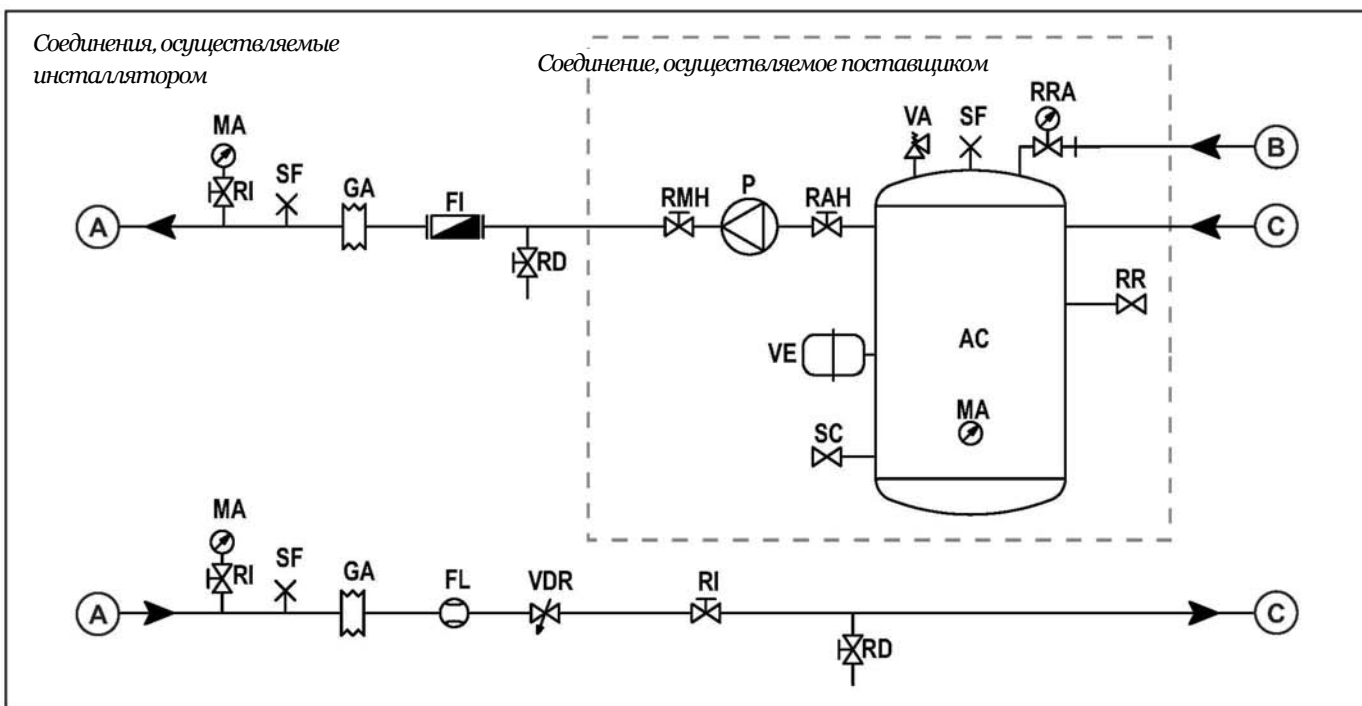 Соединения, осуществляемые
инсталлятором
Соединение, осуществляемое поставщиком
MA
RI
SF
GA
FI
RD
RMH
P
RAH
VA
SF
RRA
A
B
C
RR
VE
AC
MA
SC
MA
RI
SF
GA
FL
VDR
RI
RD
A
C